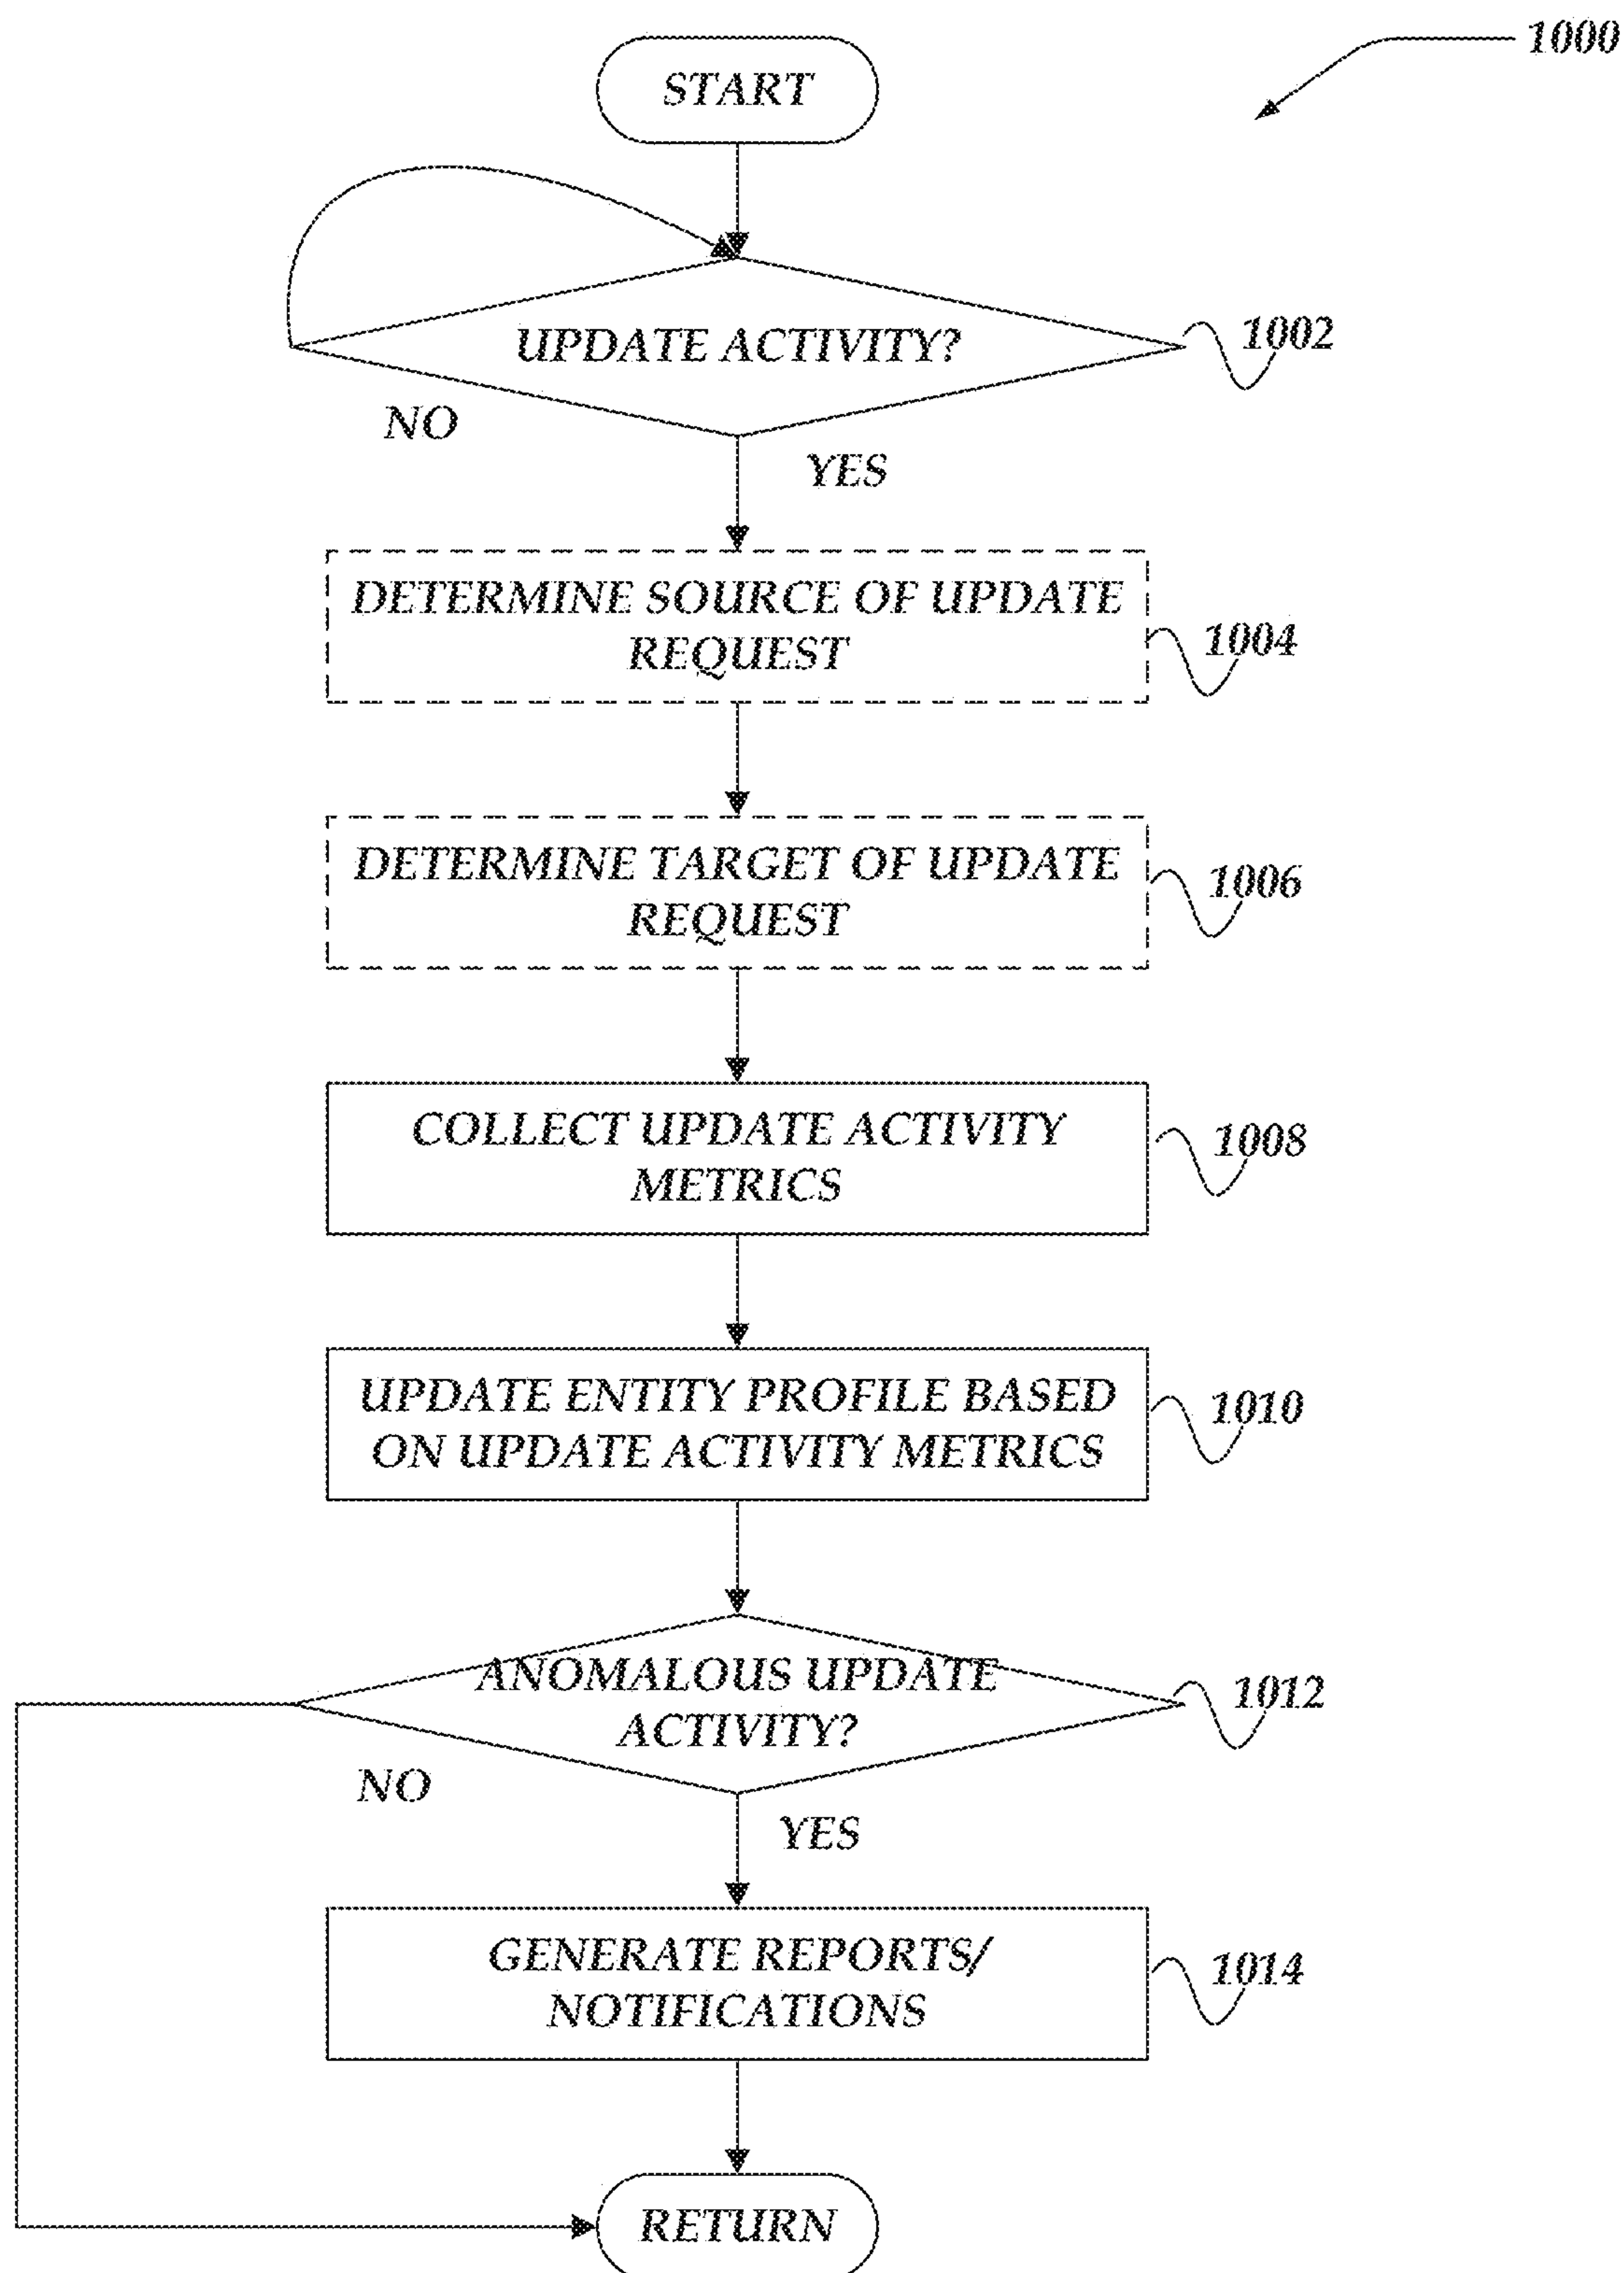 1000
START
UPDATE ACTIVITY?
1002
NO
YES
DETERMINE SOURCE OF UPDATE
REQUEST
1004
DETERMINE TARGET OF UPDATE
REQUEST
1006
COLLECT UPDATE ACTIVITY
METRICS
1008
UPDATE ENTITY PROFILE BASED
ON UPDATE ACTIVITY METRICS
1010
ANOMALOUS UPDATE
ACTIVITY?
1012
NO
YES
GENERATE REPORTS/
NOTIFICATIONS
1014
RETURN